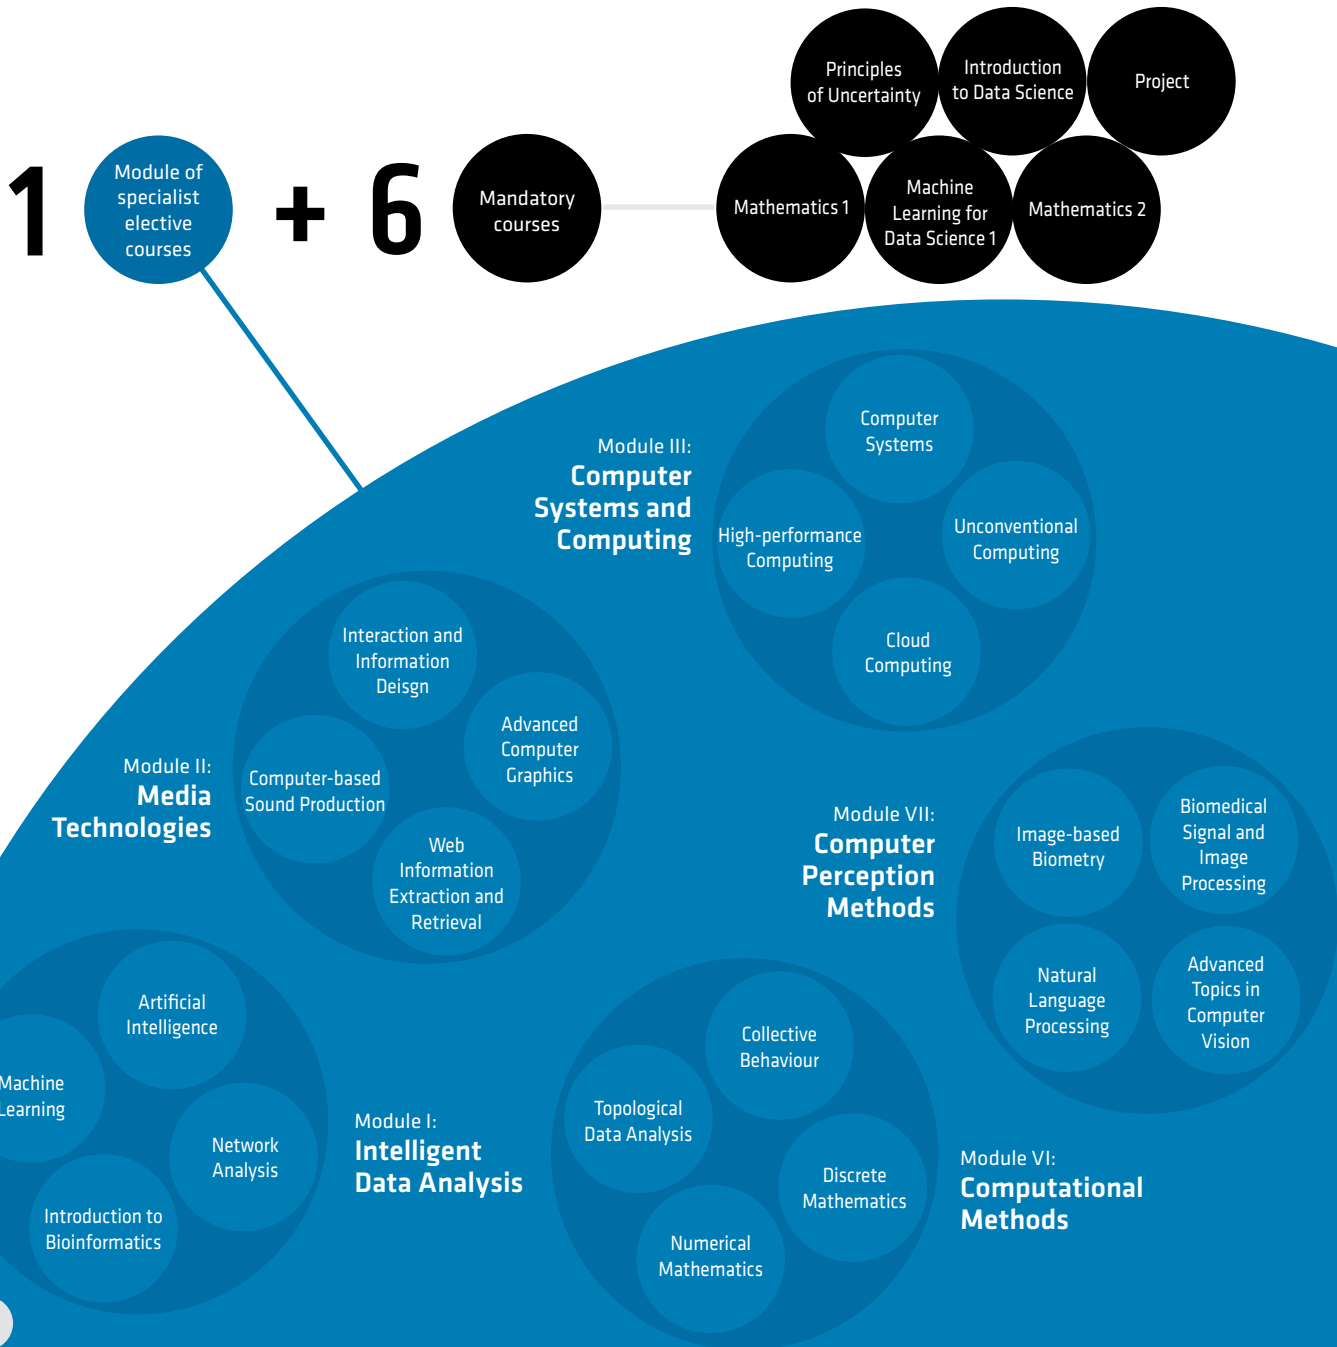 1
Module of
specialist
elective
courses
+ 6
Mandatory
courses
Principles
of Uncertainty
Introduction
to Data Science
Project
Mathematics 1
Machine
Learning for
Data Science 1
Mathematics 2
Module III:
Computer
Systems and
Computing
Computer
Systems
High-performance
Computing
Unconventional
Computing
Cloud
Computing
Module II:
Media
Technologies
Interaction and
Information
Deisgn
Advanced
Computer
Graphics
Computer-based
Sound Production
Web
Information
Extraction and
Retrieval
Module VII:
Computer
Perception
Methods
Image-based
Biometry
Biomedical
Signal and
Image
Processing
Natural
Language
Processing
Advanced
Topics in
Computer
Vision
Module I:
Intelligent
Data Analysis
Artificial
Intelligence
Machine
Learning
Network
Analysis
Introduction to
Bioinformatics
Module VI:
Computational
Methods
Collective
Behaviour
Topological
Data Analysis
Discrete
Mathematics
Numerical
Mathematics